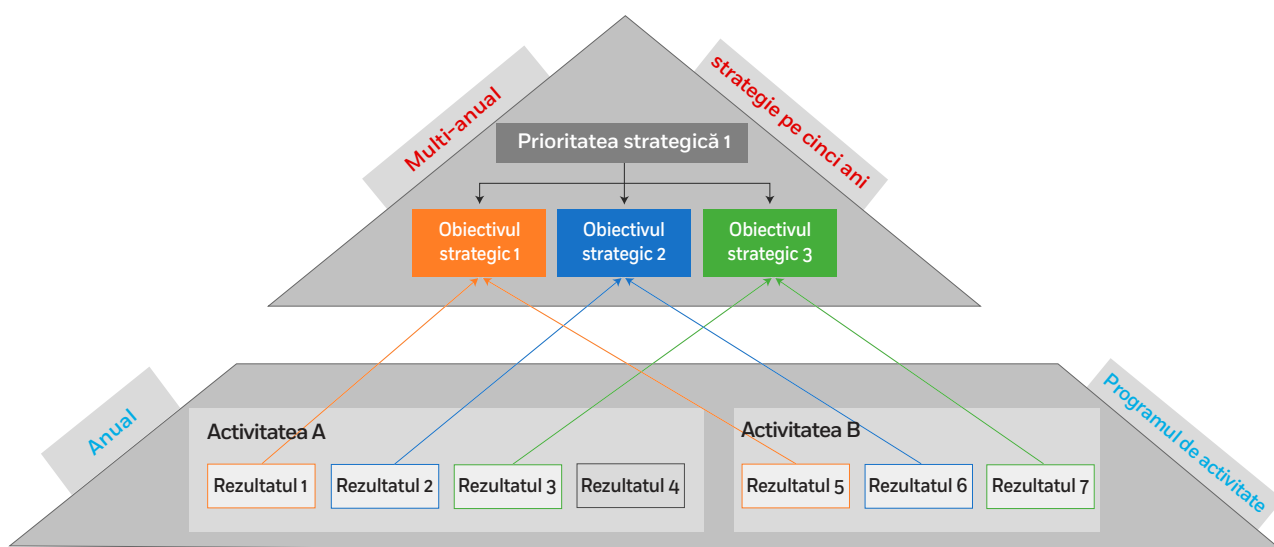 Multi-anual
strategie pe cinci ani
Prioritatea strategică 1
Obiectivul
strategic 1
Obiectivul
strategic 2
Obiectivul
strategic 3
Anual
Programul de activitate
Activitatea A
Rezultatul 1
Rezultatul 2
Rezultatul 3
Rezultatul 4
Activitatea B
Rezultatul 5
Rezultatul 6
Rezultatul 7